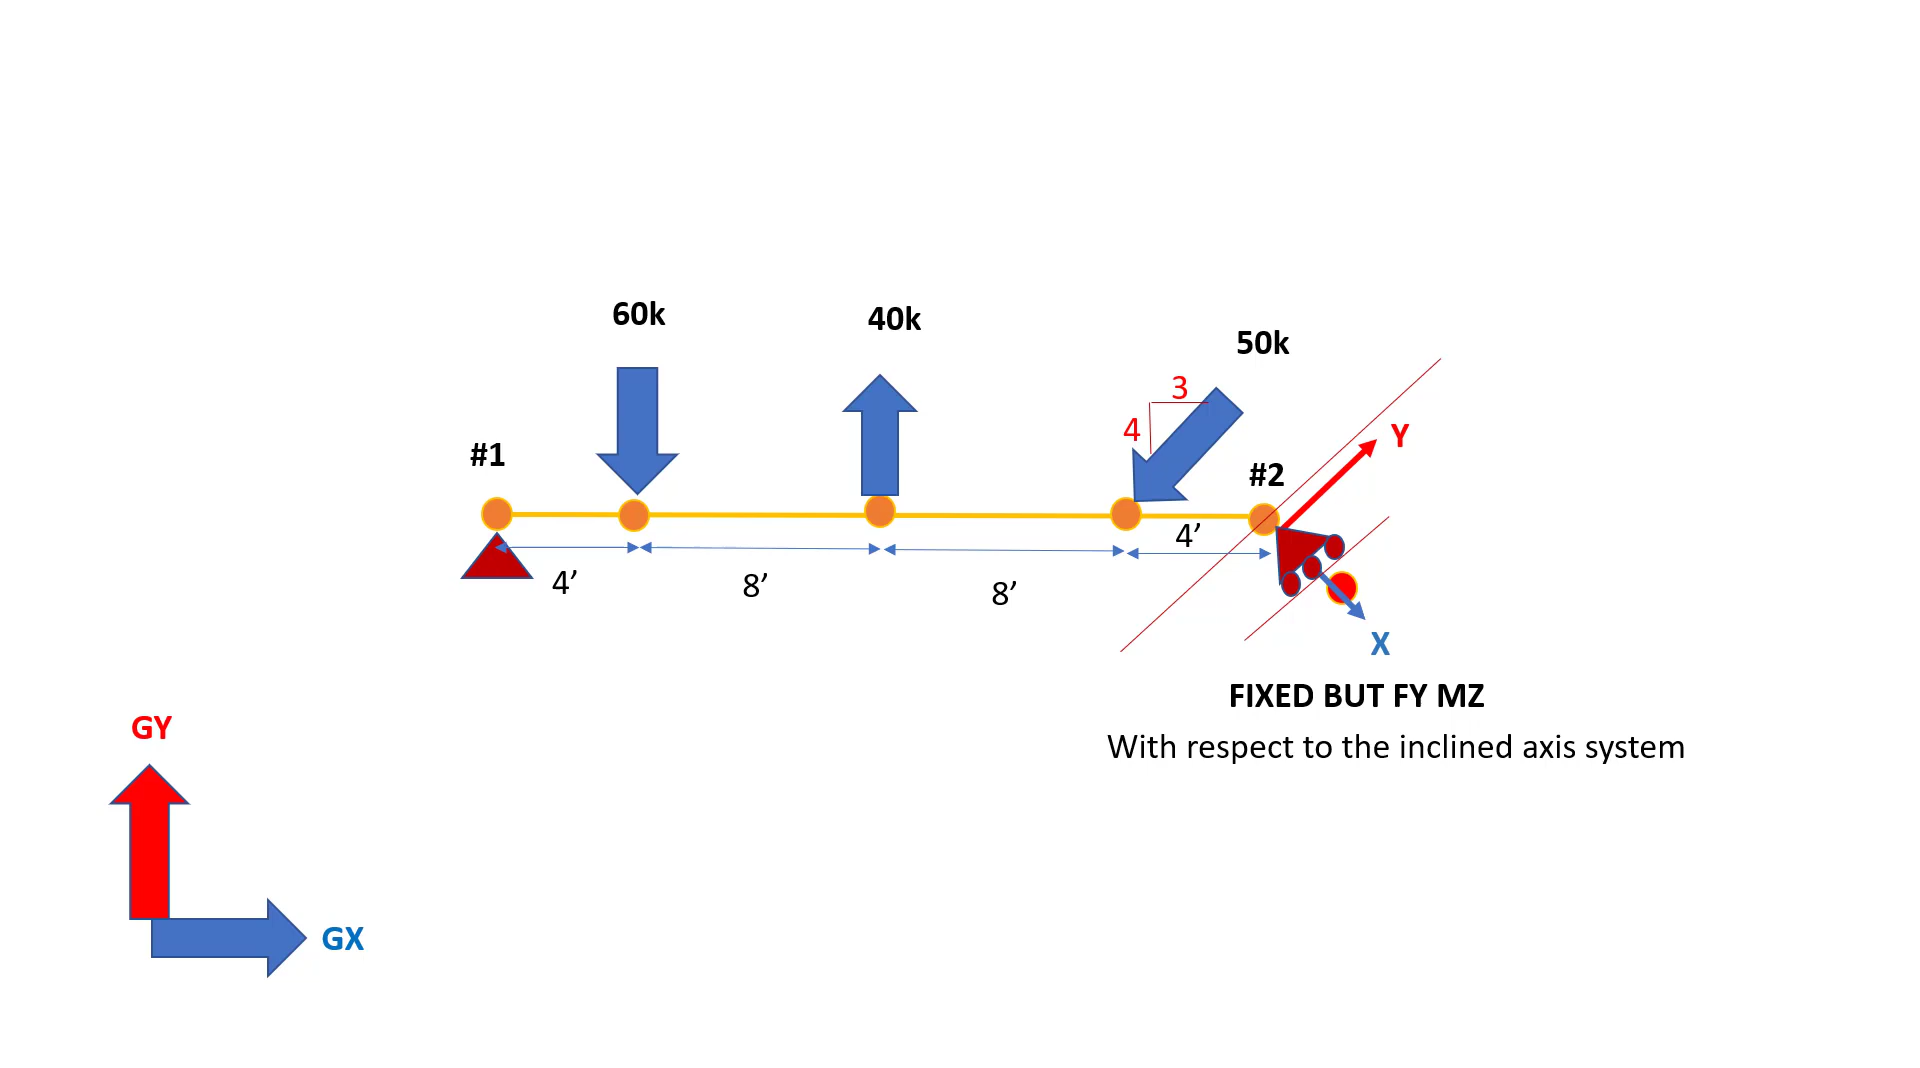 60k
40k
50k
3
4
#1
Y
#2
4’
4’
8’
8’
X
FIXED BUT FY MZ
With respect to the inclined axis system
GY
GX